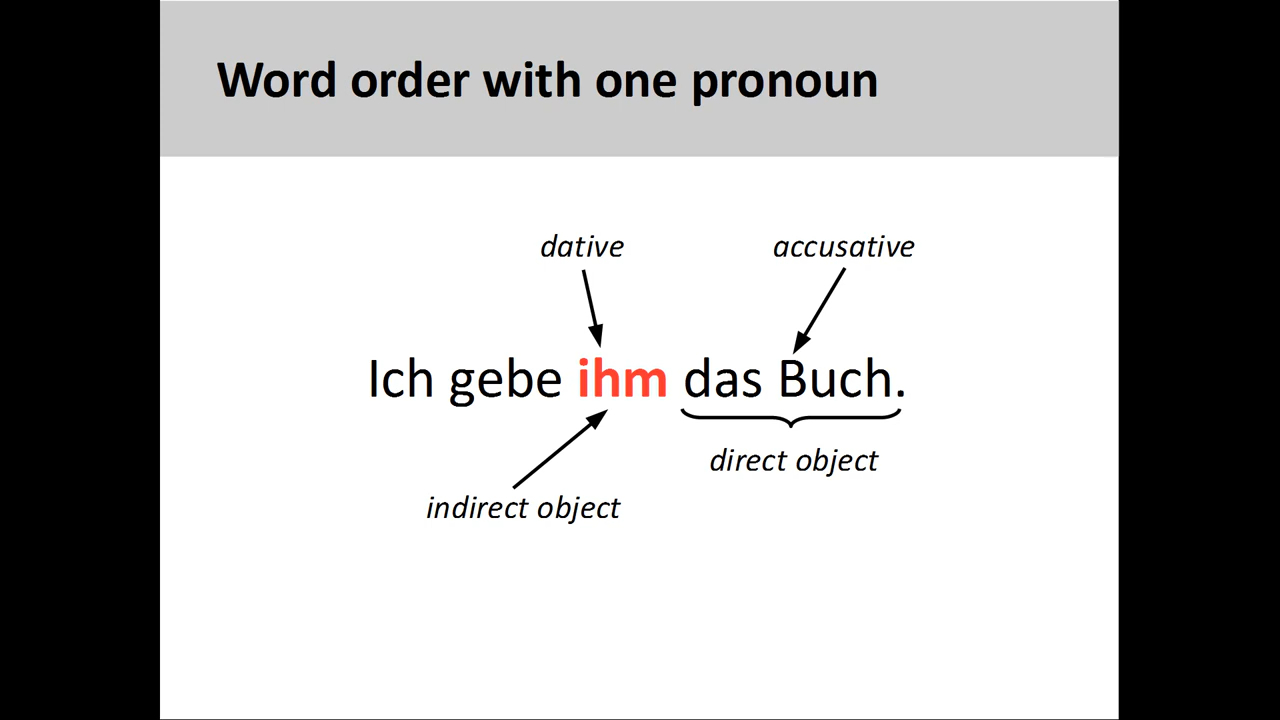 Word order with one pronoun
dative accusative
Ich gebe ihm das Buch.
direct object
indirect object